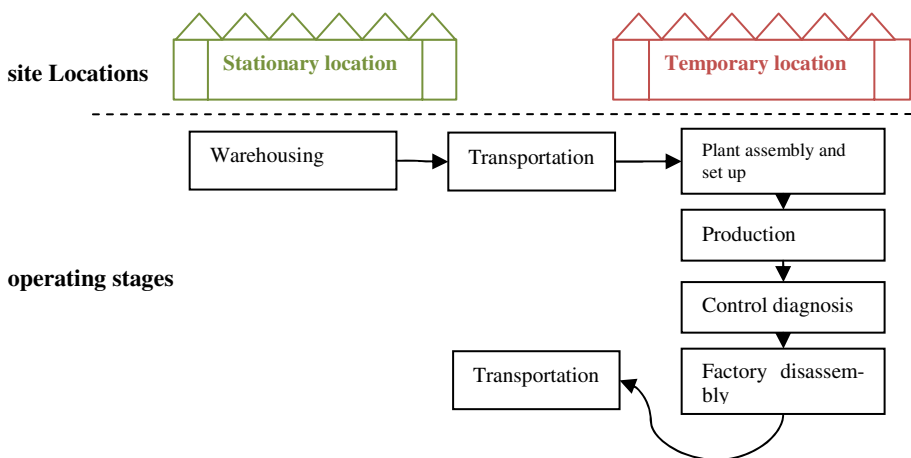 site Locations
Stationary location
Temporary location
Warehousing
Transportation
Plant assembly and
set up
Production
operating stages
Control diagnosis
Transportation
Factory disassem-
bly